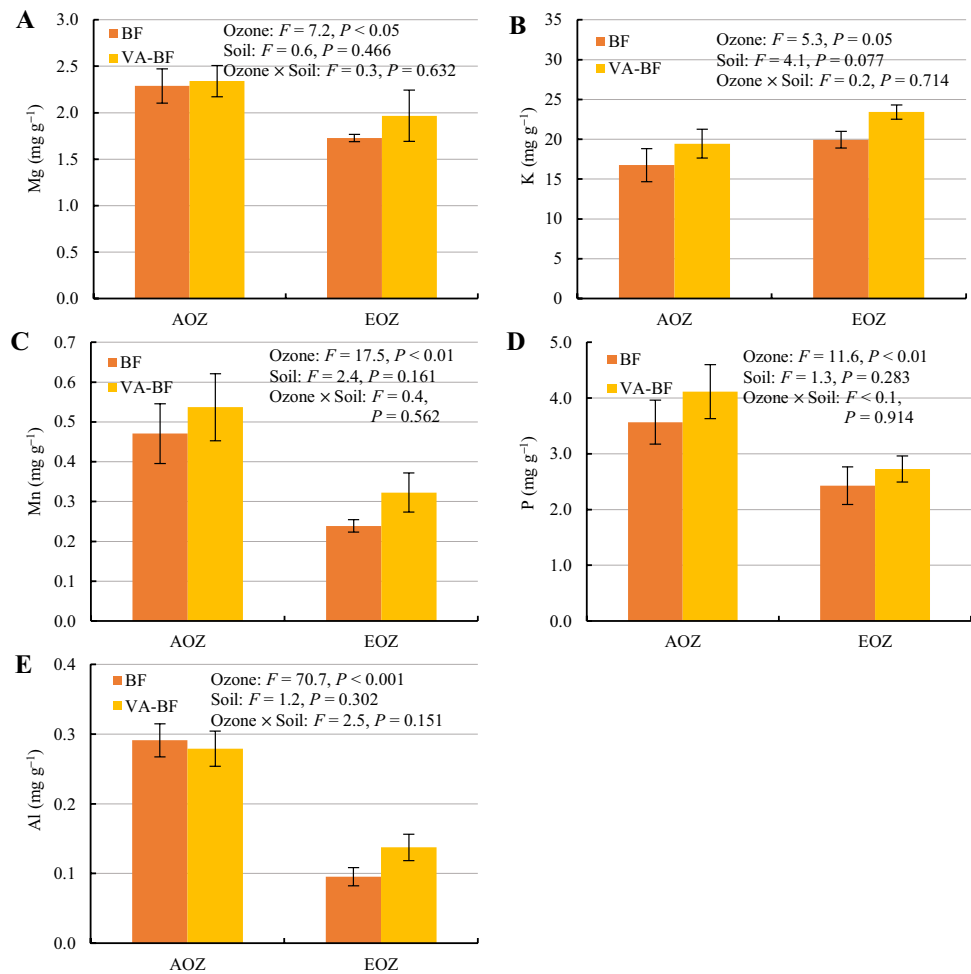 A
BF
VA-BF
Ozone: F = 7.2, P < 0.05
Soil: F = 0.6, P = 0.466
Ozone × Soil: F = 0.3, P = 0.632
Mg (mg g⁻¹)
3.0
2.5
2.0
1.5
1.0
0.5
0.0
AOZ
EOZ
B
BF
VA-BF
Ozone: F = 5.3, P = 0.05
Soil: F = 4.1, P = 0.077
Ozone × Soil: F = 0.2, P = 0.714
K (mg g⁻¹)
35
30
25
20
15
10
5
0
AOZ
EOZ
C
BF
VA-BF
Ozone: F = 17.5, P < 0.01
Soil: F = 2.4, P = 0.161
Ozone × Soil: F = 0.4,
P = 0.562
Mn (mg g⁻¹)
0.7
0.6
0.5
0.4
0.3
0.2
0.1
0.0
AOZ
EOZ
D
BF
VA-BF
Ozone: F = 11.6, P < 0.01
Soil: F = 1.3, P = 0.283
Ozone × Soil: F < 0.1,
P = 0.914
P (mg g⁻¹)
5.0
4.0
3.0
2.0
1.0
0.0
AOZ
EOZ
E
BF
VA-BF
Ozone: F = 70.7, P < 0.001
Soil: F = 1.2, P = 0.302
Ozone × Soil: F = 2.5, P = 0.151
Al (mg g⁻¹)
0.4
0.3
0.2
0.1
0.0
AOZ
EOZ